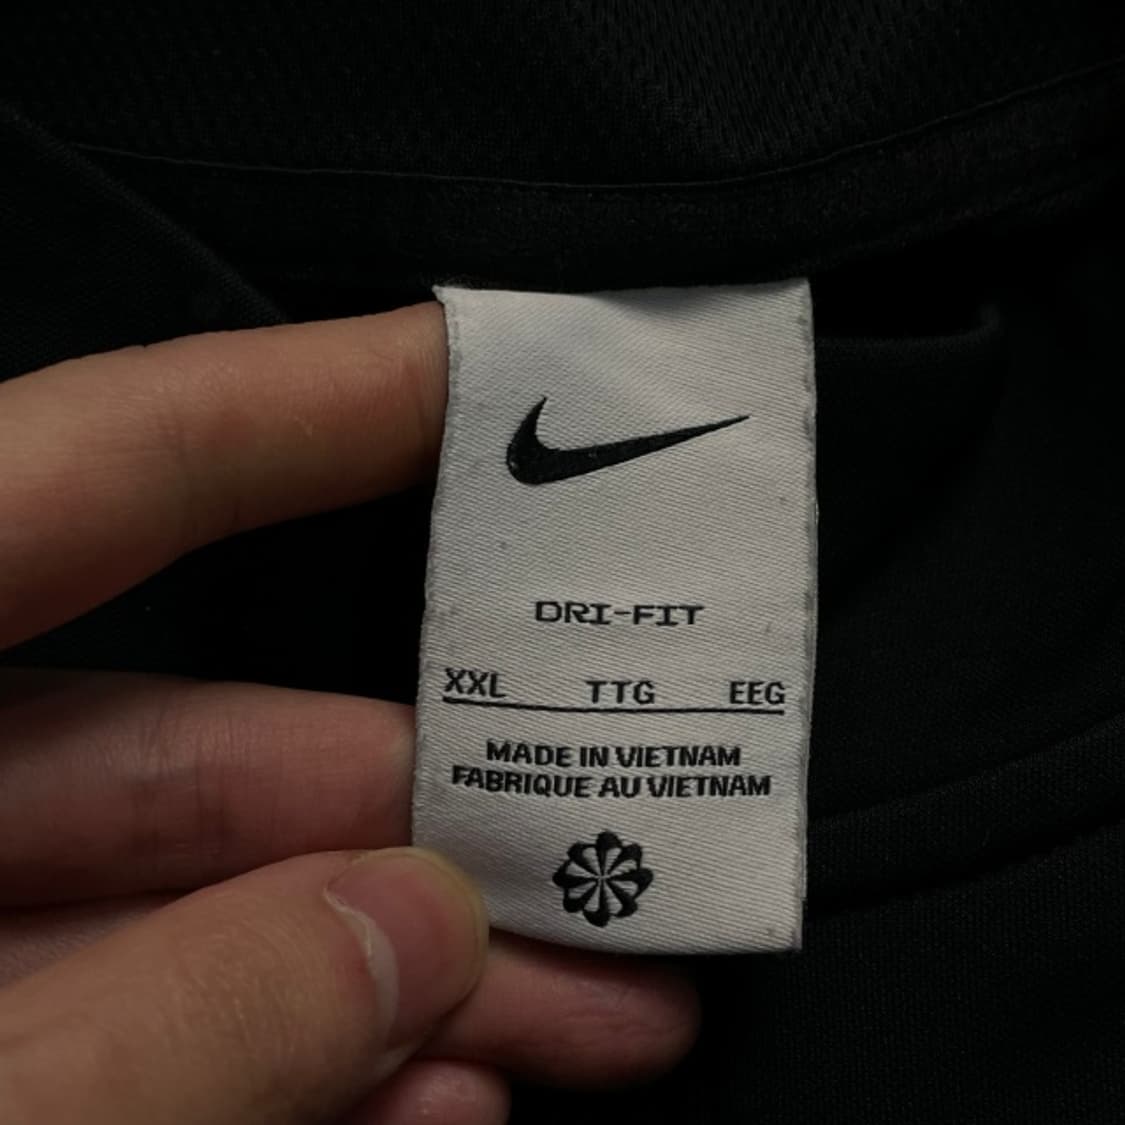 DRI-FIT
XXL TTG EEG
MADE IN VIETNAM
FABRIQUE AU VIETNAM